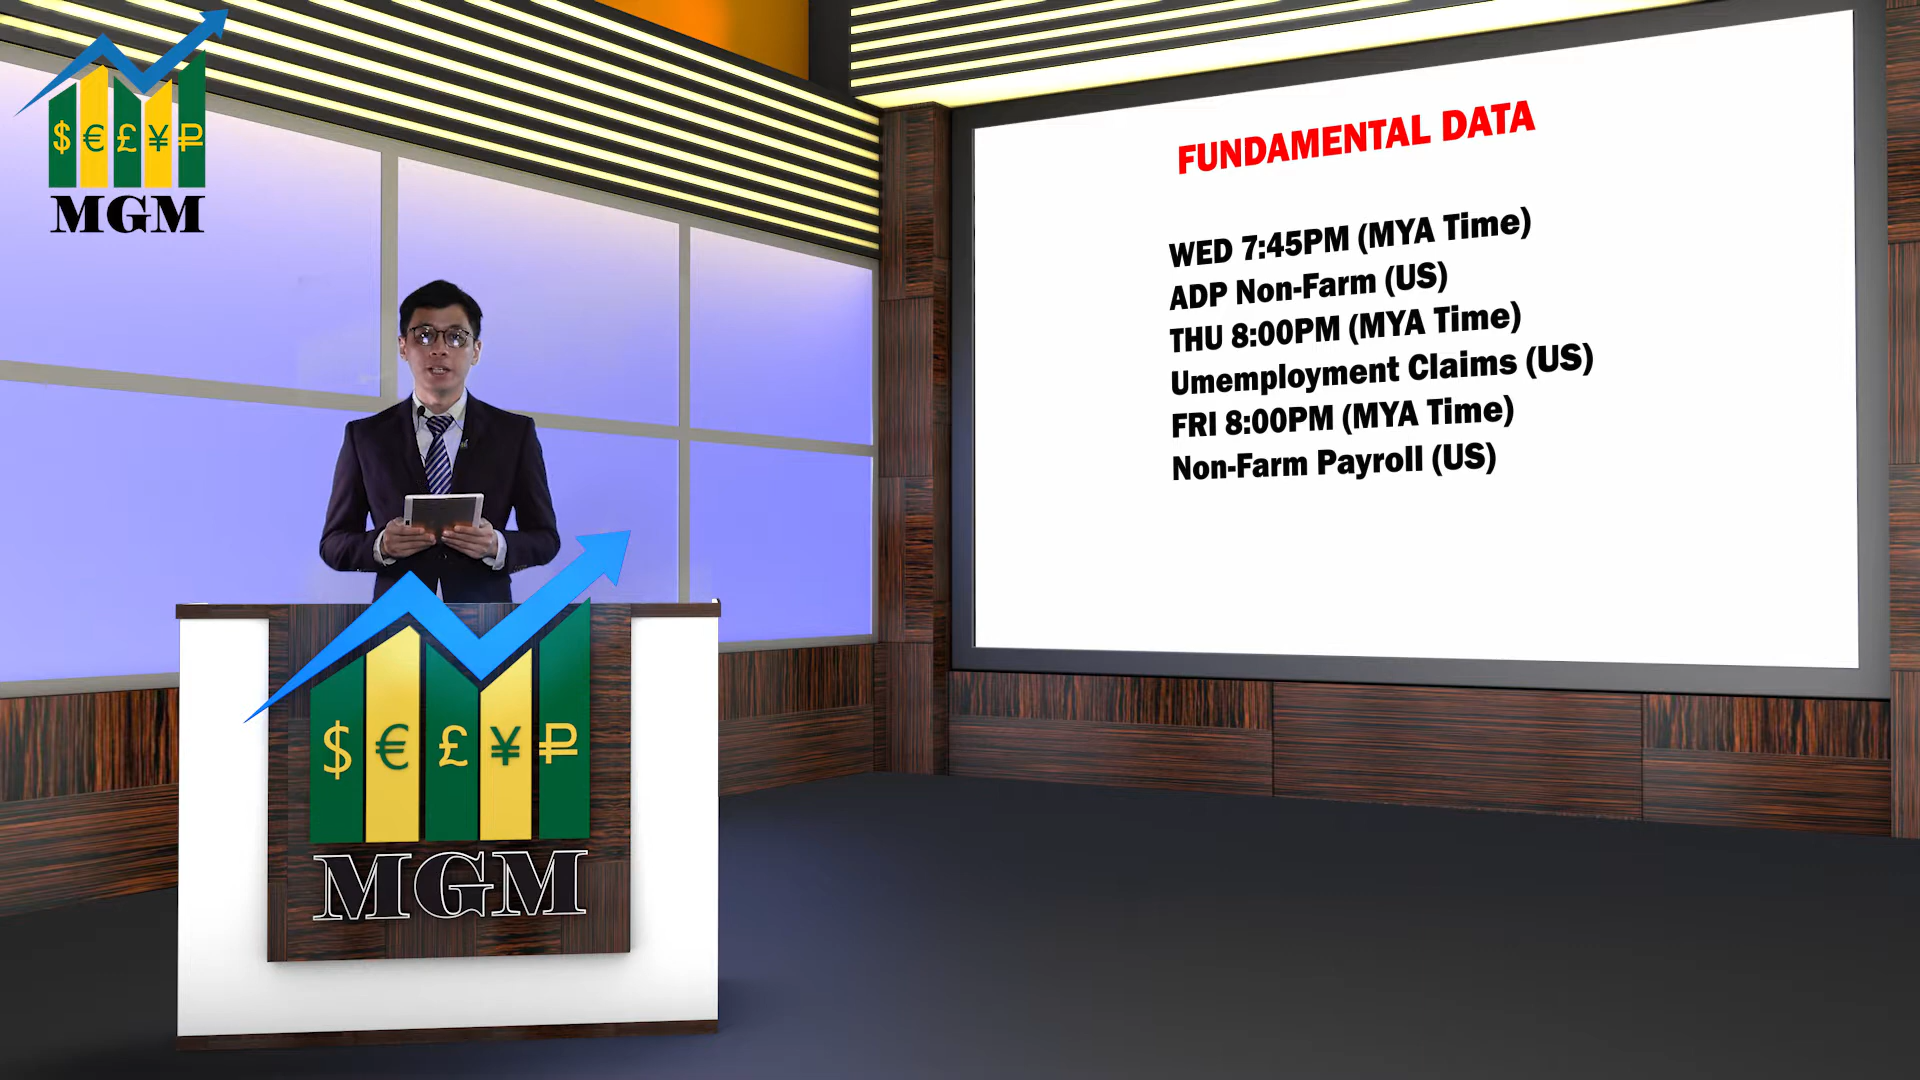 $ € £ ¥ ₽
MGM
FUNDAMENTAL DATA
WED 7:45PM (MYA Time)
ADP Non-Farm (US)
THU 8:00PM (MYA Time)
Umemployment Claims (US)
FRI 8:00PM (MYA Time)
Non-Farm Payroll (US)
$ € £ ¥ ₽
MGM